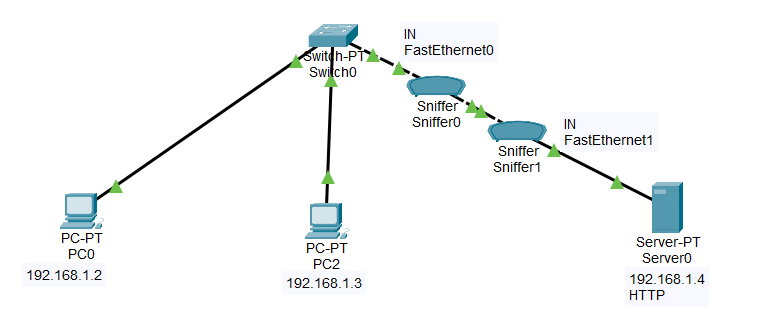 IN
FastEthernet0
Switch-PT
Switch0
Sniffer
Sniffer0
IN
FastEthernet1
Sniffer
Sniffer1
PC-PT
PC0
192.168.1.2
PC-PT
PC2
192.168.1.3
Server-PT
Server0
192.168.1.4
HTTP